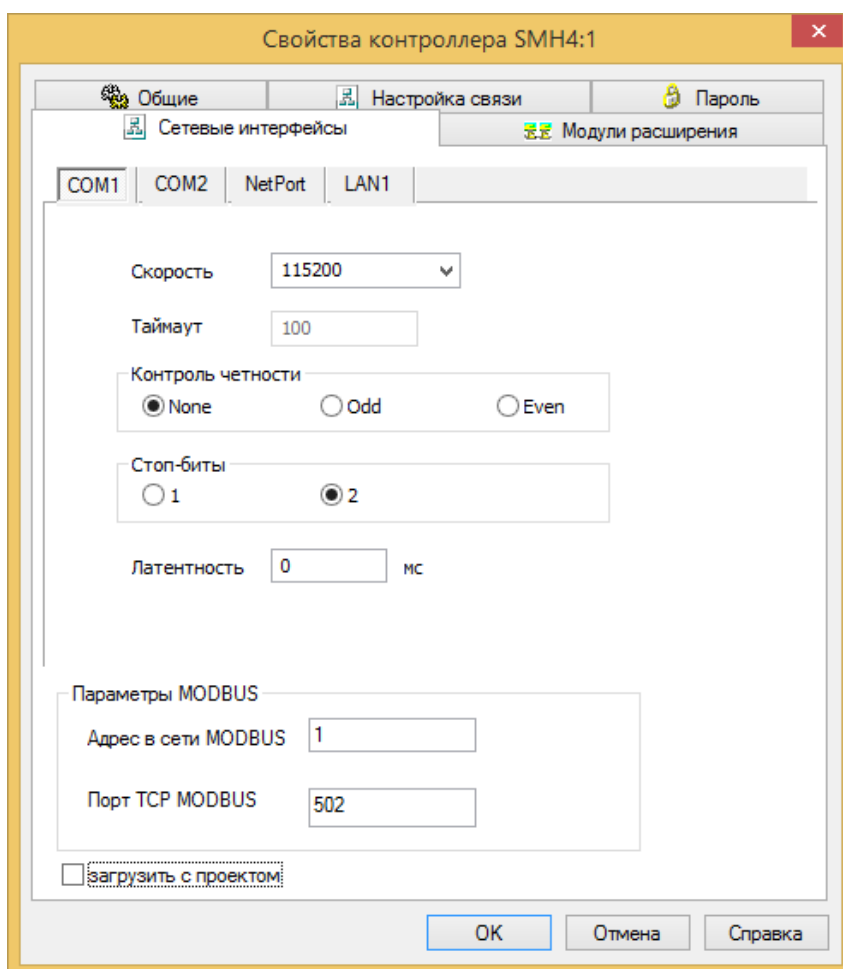 Свойства контроллера SMH4:1
Общие
Настройка связи
Пароль
Сетевые интерфейсы
Модули расширения
COM1
COM2
NetPort
LAN1
Скорость
115200
Таймаут
100
Контроль четности
None
Odd
Even
Стоп-биты
1
2
Латентность
0
мс
Параметры MODBUS
Адрес в сети MODBUS
1
Порт TCP MODBUS
502
загрузить с проектом
OK
Отмена
Справка